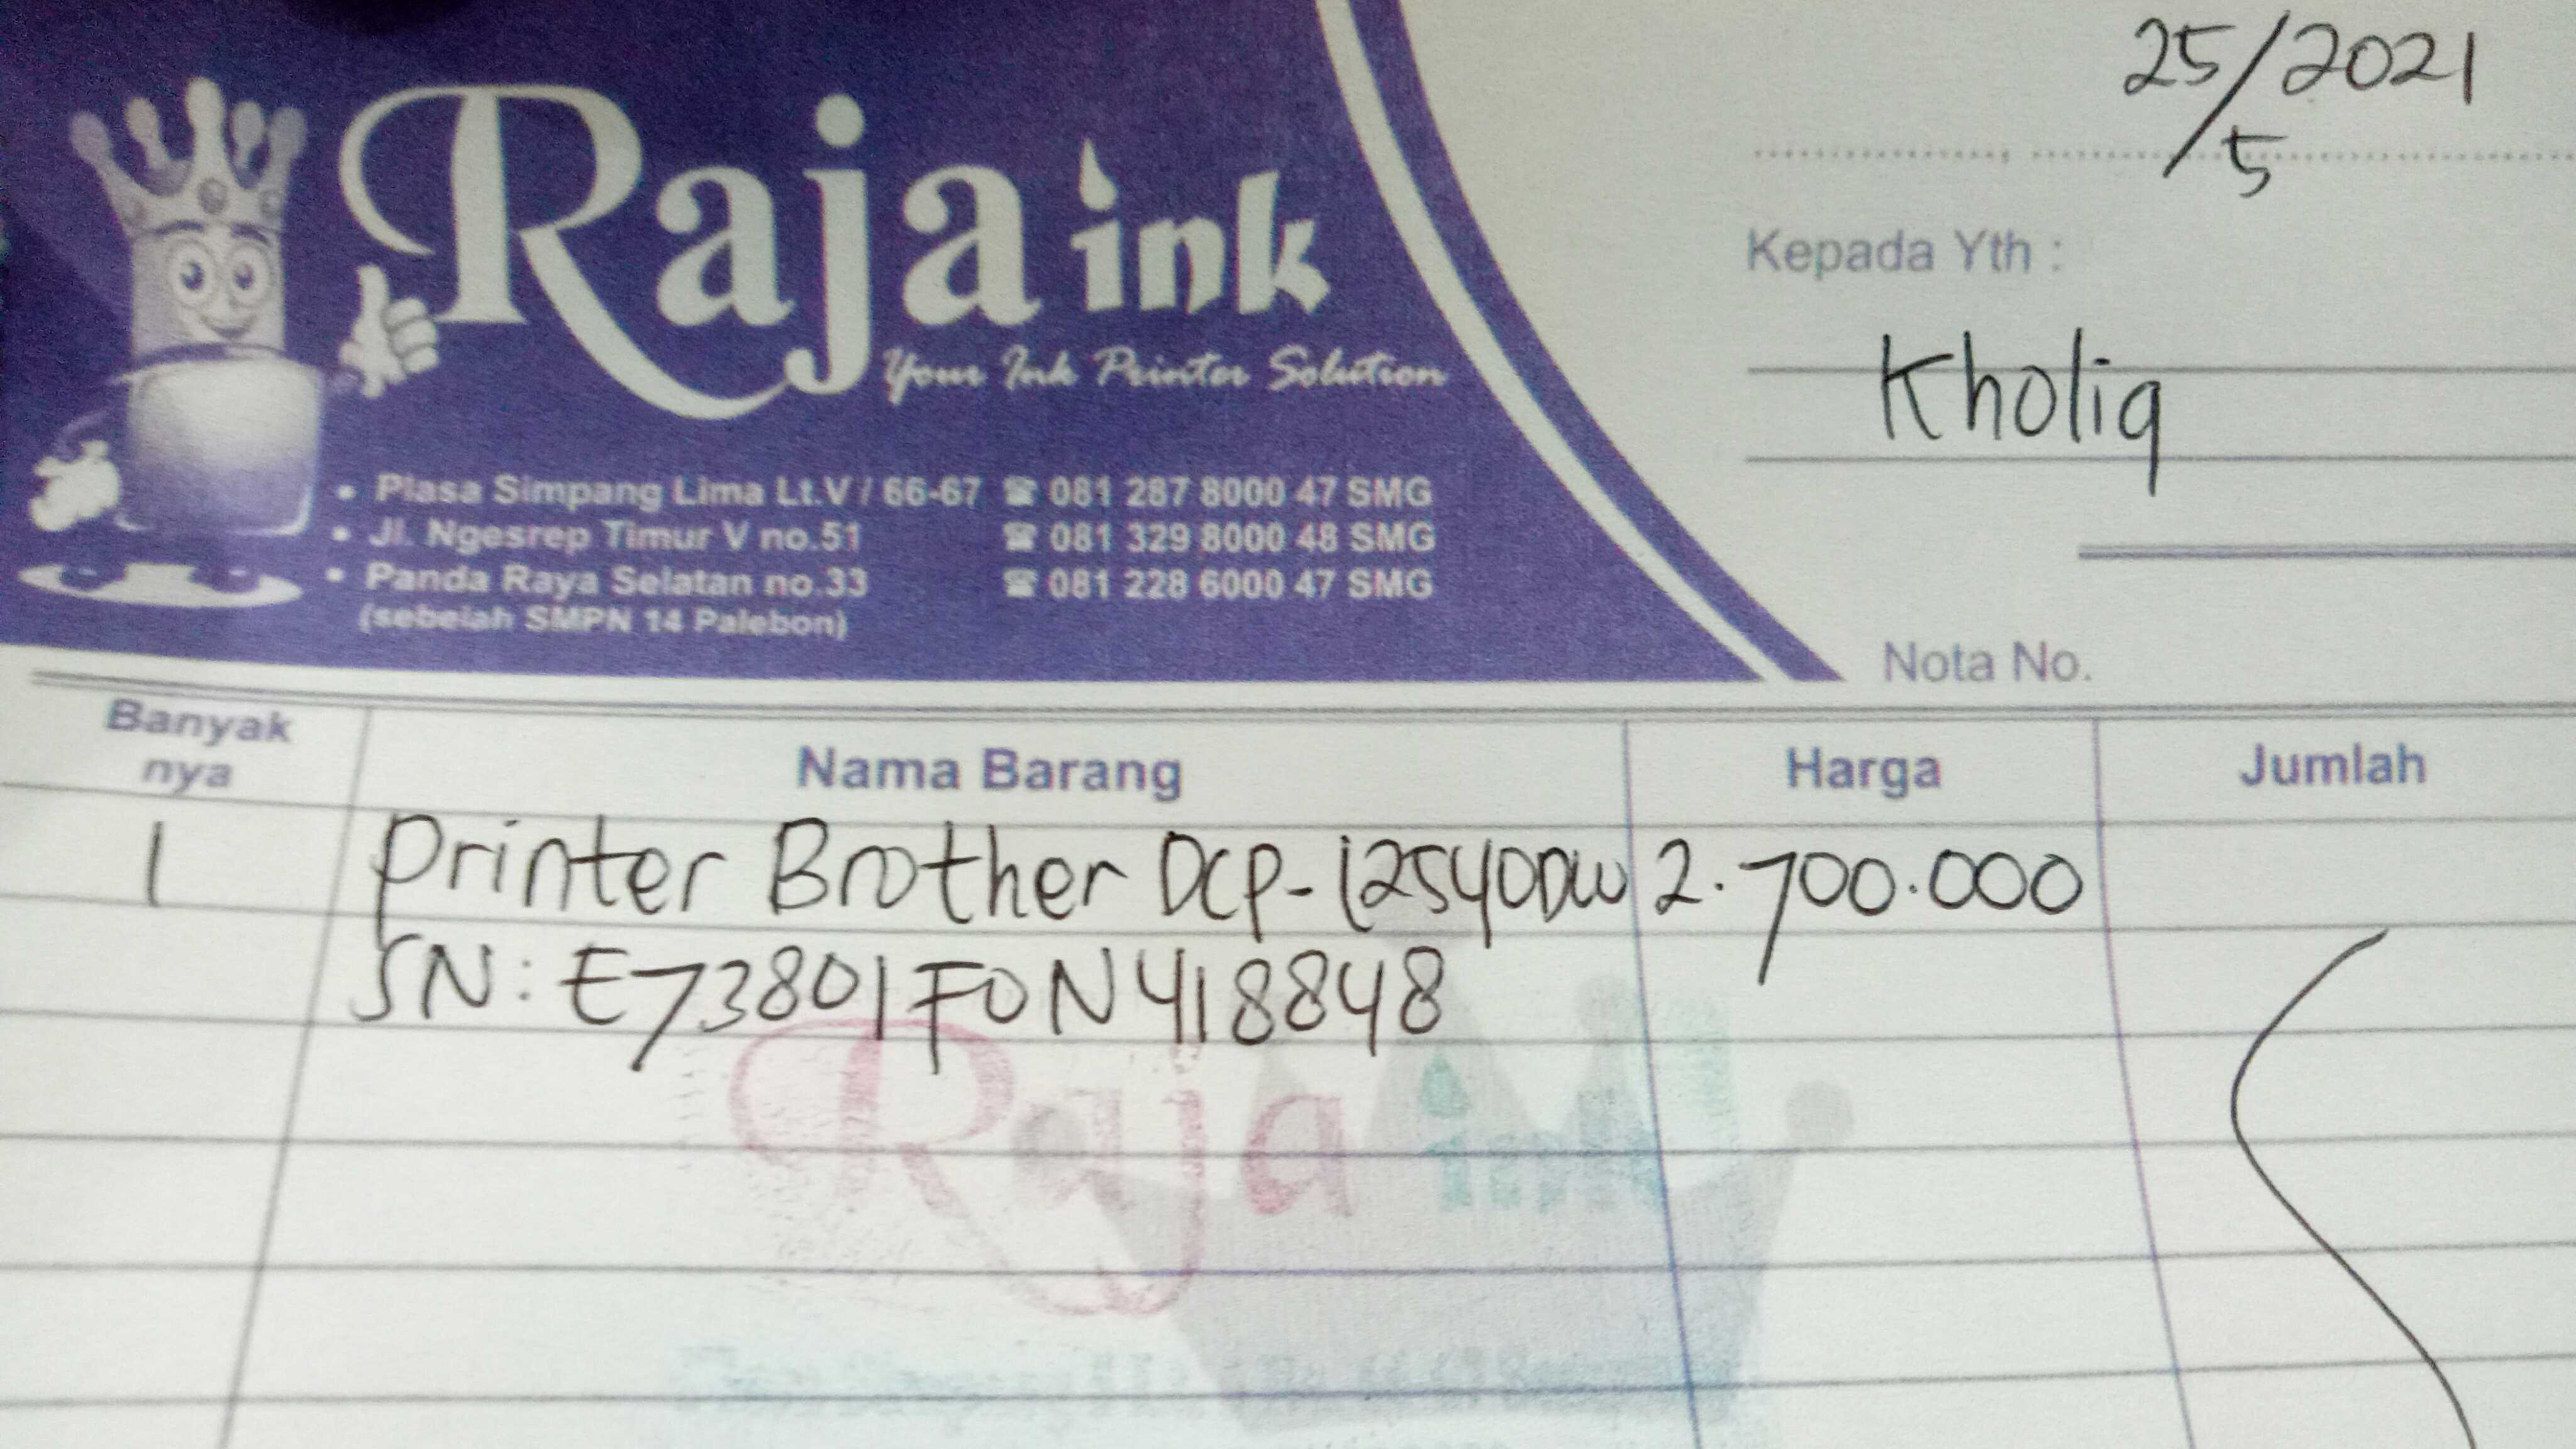 25/5 2021
Raja ink
Your Ink Printer Solution
Kepada Yth :
Kholiq
• Plasa Simpang Lima Lt.V / 66-67 ☎ 081 287 8000 47 SMG
• Jl. Ngesrep Timur V no.51 ☎ 081 329 8000 48 SMG
• Panda Raya Selatan no.33 ☎ 081 228 6000 47 SMG
(sebelah SMPN 14 Palebon)
Nota No.
Banyak
nya
Nama Barang Harga Jumlah
1 Printer Brother DCP-L2540DW 2.700.000
SN: E73801F0N418848
Raja ink